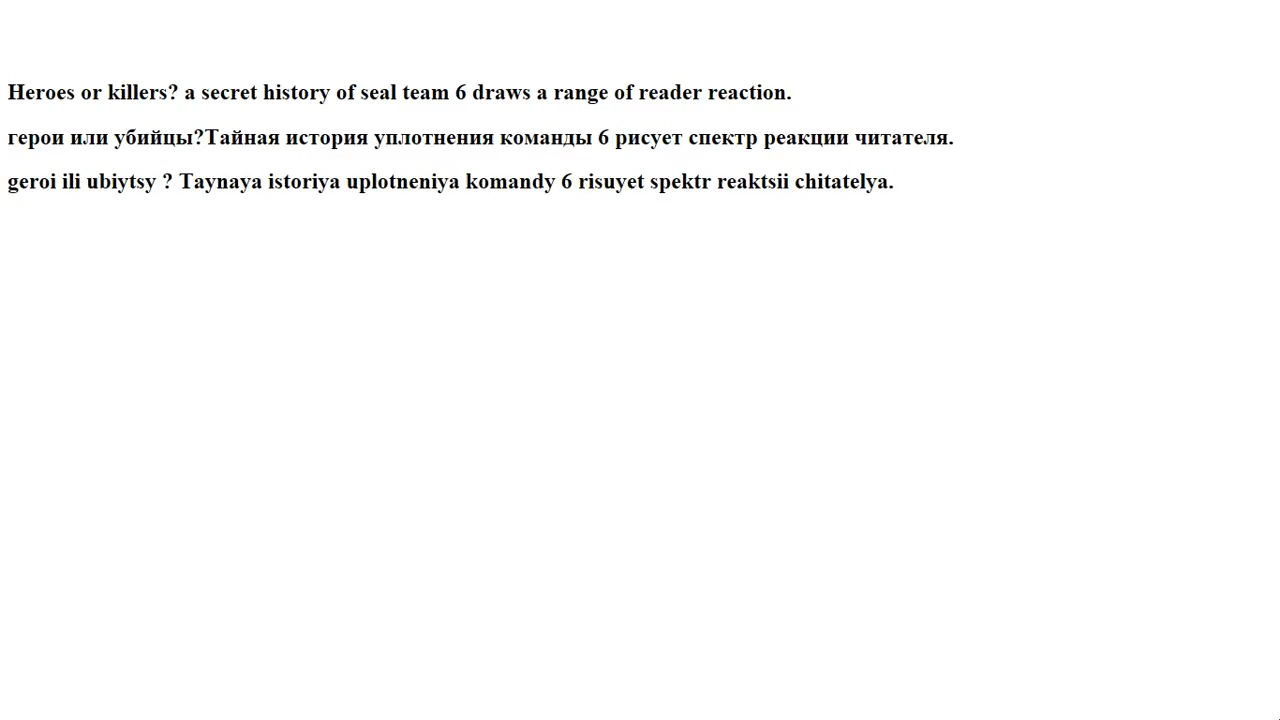 Heroes or killers? a secret history of seal team 6 draws a range of reader reaction.
герои или убийцы?Тайная история уплотнения команды 6 рисует спектр реакции читателя.
geroi ili ubiytsy ? Taynaya istoriya uplotneniya komandy 6 risuyet spektr reaktsii chitatelya.